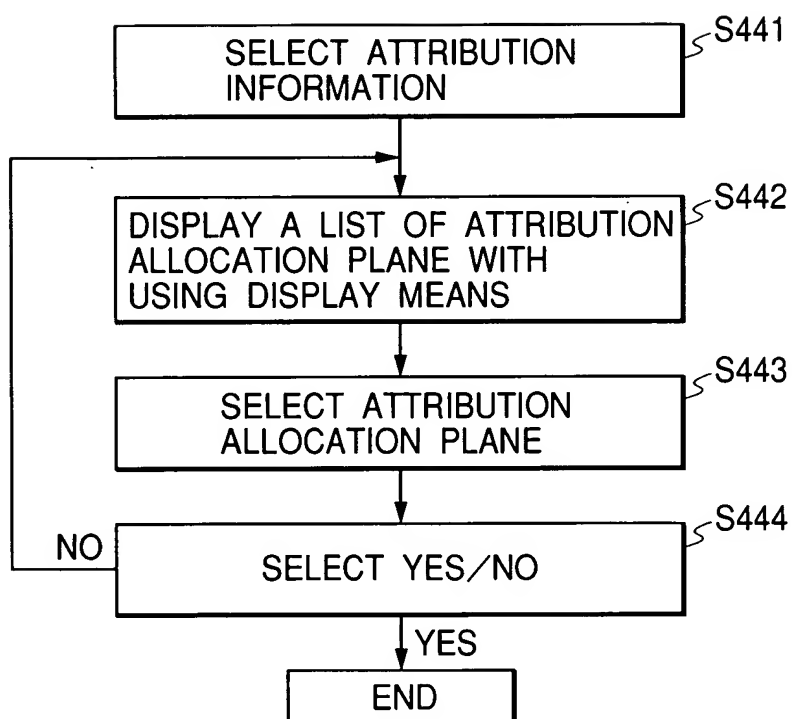 S441
SELECT ATTRIBUTION
INFORMATION
S442
DISPLAY A LIST OF ATTRIBUTION
ALLOCATION PLANE WITH
USING DISPLAY MEANS
S443
SELECT ATTRIBUTION
ALLOCATION PLANE
S444
NO
SELECT YES/NO
YES
END